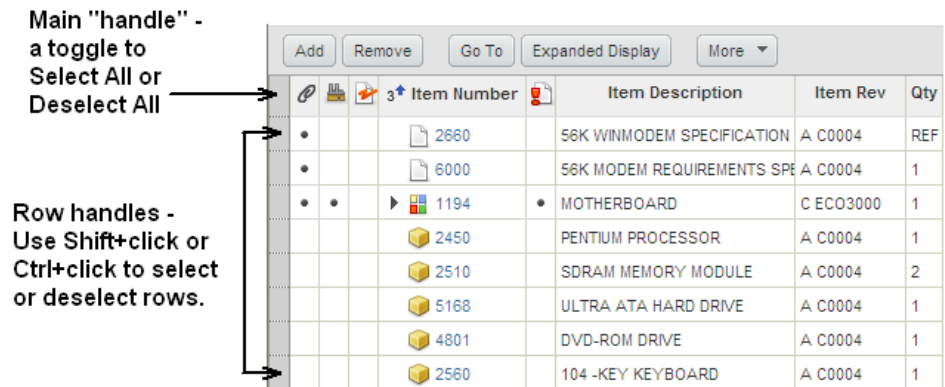 Main "handle" -
a toggle to
Select All or
Deselect All
Row handles -
Use Shift+click or
Ctrl+click to select
or deselect rows.
Add Remove Go To Expanded Display More
3 Item Number Item Description Item Rev Qty
2660 56K WINMODEM SPECIFICATION A C0004 REF
6000 56K MODEM REQUIREMENTS SPE A C0004 1
1194 MOTHERBOARD C ECO3000 1
2450 PENTIUM PROCESSOR A C0004 1
2510 SDRAM MEMORY MODULE A C0004 2
5168 ULTRA ATA HARD DRIVE A C0004 1
4801 DVD-ROM DRIVE A C0004 1
2560 104 -KEY KEYBOARD A C0004 1